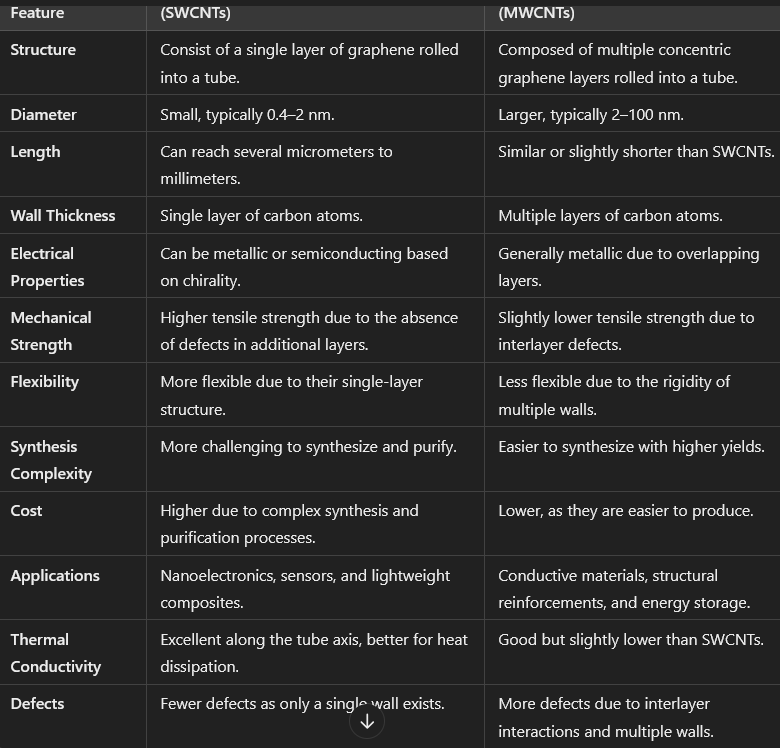 Feature (SWCNTs) (MWCNTs)
Structure Consist of a single layer of graphene rolled Composed of multiple concentric
into a tube. graphene layers rolled into a tube.
Diameter Small, typically 0.4–2 nm. Larger, typically 2–100 nm.
Length Can reach several micrometers to Similar or slightly shorter than SWCNTs.
millimeters.
Wall Thickness Single layer of carbon atoms. Multiple layers of carbon atoms.
Electrical Can be metallic or semiconducting based Generally metallic due to overlapping
Properties on chirality. layers.
Mechanical Higher tensile strength due to the absence Slightly lower tensile strength due to
Strength of defects in additional layers. interlayer defects.
Flexibility More flexible due to their single-layer Less flexible due to the rigidity of
structure. multiple walls.
Synthesis More challenging to synthesize and purify. Easier to synthesize with higher yields.
Complexity
Cost Higher due to complex synthesis and Lower, as they are easier to produce.
purification processes.
Applications Nanoelectronics, sensors, and lightweight Conductive materials, structural
composites. reinforcements, and energy storage.
Thermal Excellent along the tube axis, better for heat Good but slightly lower than SWCNTs.
Conductivity dissipation.
Defects Fewer defects as only a single wall exists. More defects due to interlayer
interactions and multiple walls.